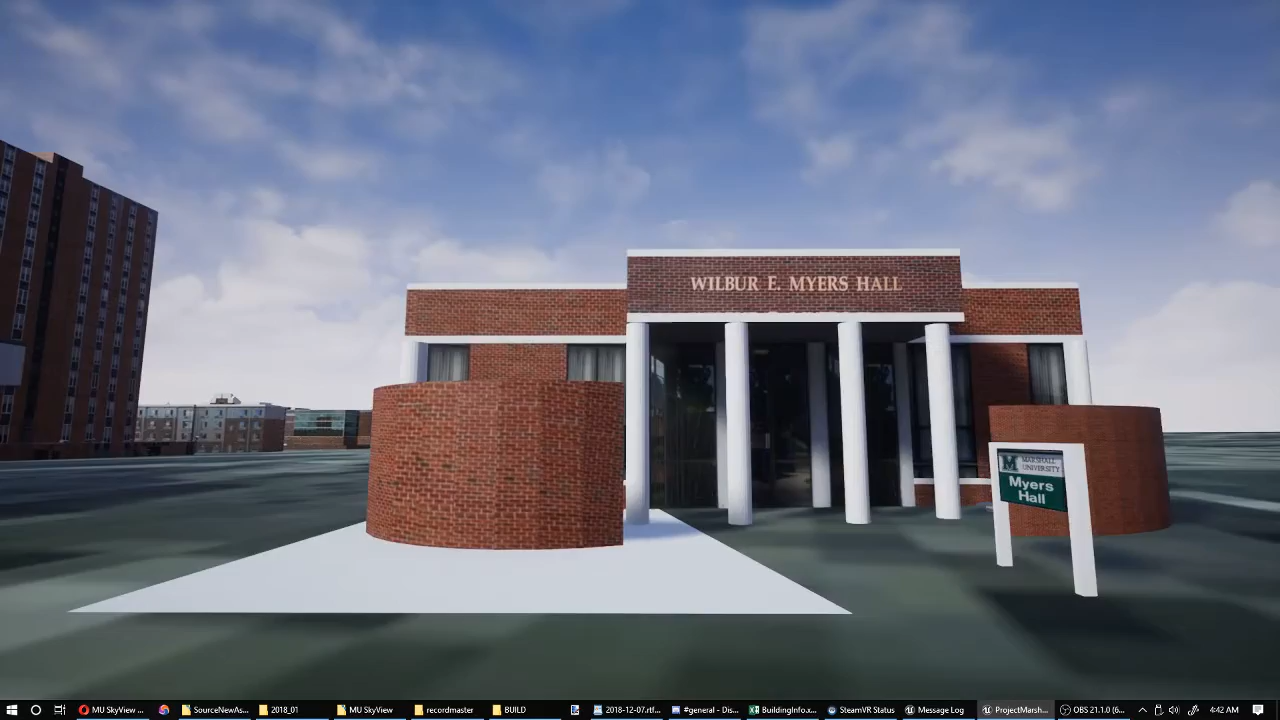 WILBUR E. MYERS HALL
M MARSHALL
UNIVERSITY
Myers
Hall
MU SkyView ...
SourceNewAs...
2018_01
MU SkyView
recordmaster
BUILD
2018-12-07.rtf...
#general - Dis...
BuildingInfo.x...
SteamVR Status
Message Log
ProjectMarsh...
OBS 21.1.0 (6...
4:42 AM